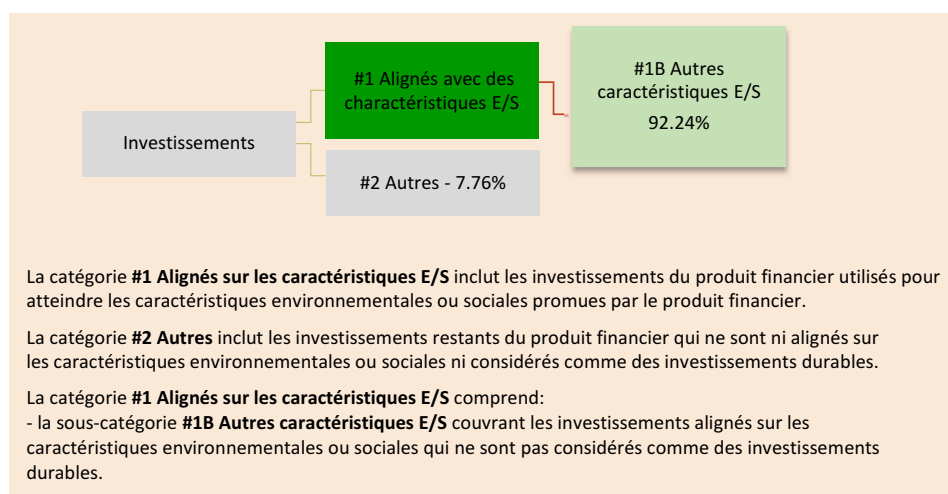 #1 Alignés avec des
charactéristiques E/S
#1B Autres
caractéristiques E/S
92.24%
Investissements
#2 Autres - 7.76%
La catégorie #1 Alignés sur les caractéristiques E/S inclut les investissements du produit financier utilisés pour
atteindre les caractéristiques environnementales ou sociales promues par le produit financier.
La catégorie #2 Autres inclut les investissements restants du produit financier qui ne sont ni alignés sur
les caractéristiques environnementales ou sociales ni considérés comme des investissements durables.
La catégorie #1 Alignés sur les caractéristiques E/S comprend:
- la sous-catégorie #1B Autres caractéristiques E/S couvrant les investissements alignés sur les
caractéristiques environnementales ou sociales qui ne sont pas considérés comme des investissements
durables.